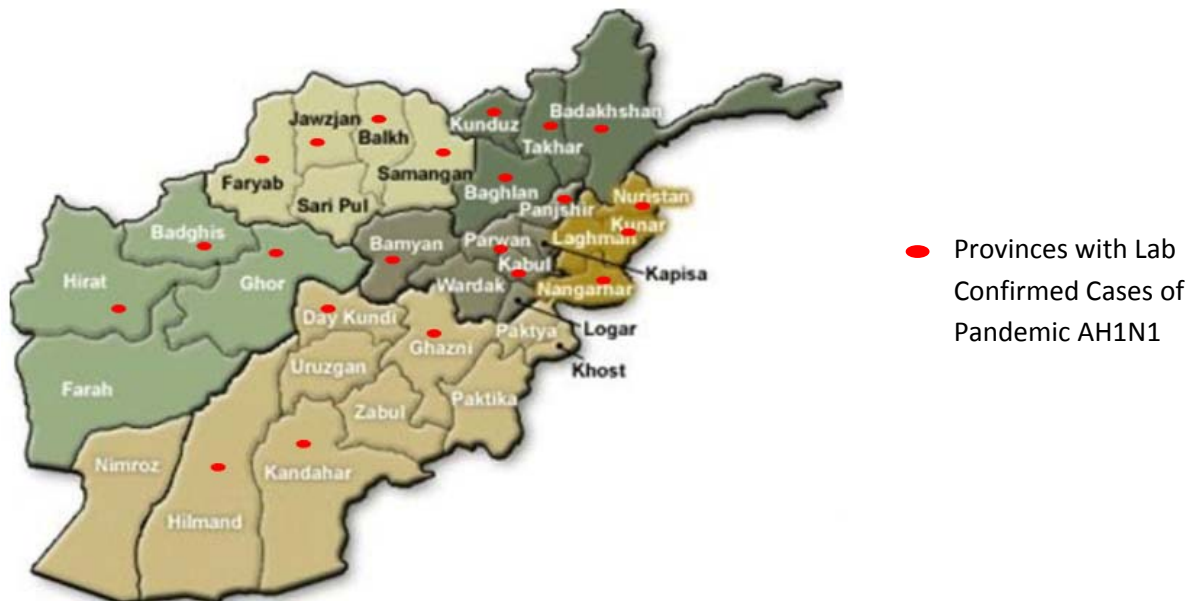 Jawzjan
Balkh
Kunduz
Badakhshan
Takhar
Faryab
Samangan
Sari Pul
Baghlan
Panjshir
Nuristan
Kunar
Laghman
Badghis
Bamyan
Parwan
Kabul
Kapisa
Hirat
Ghor
Wardak
Nangarhar
Day Kundi
Ghazni
Paktya
Logar
Khost
Uruzgan
Farah
Zabul
Paktika
Nimroz
Kandahar
Hilmand
Provinces with Lab
Confirmed Cases of
Pandemic AH1N1